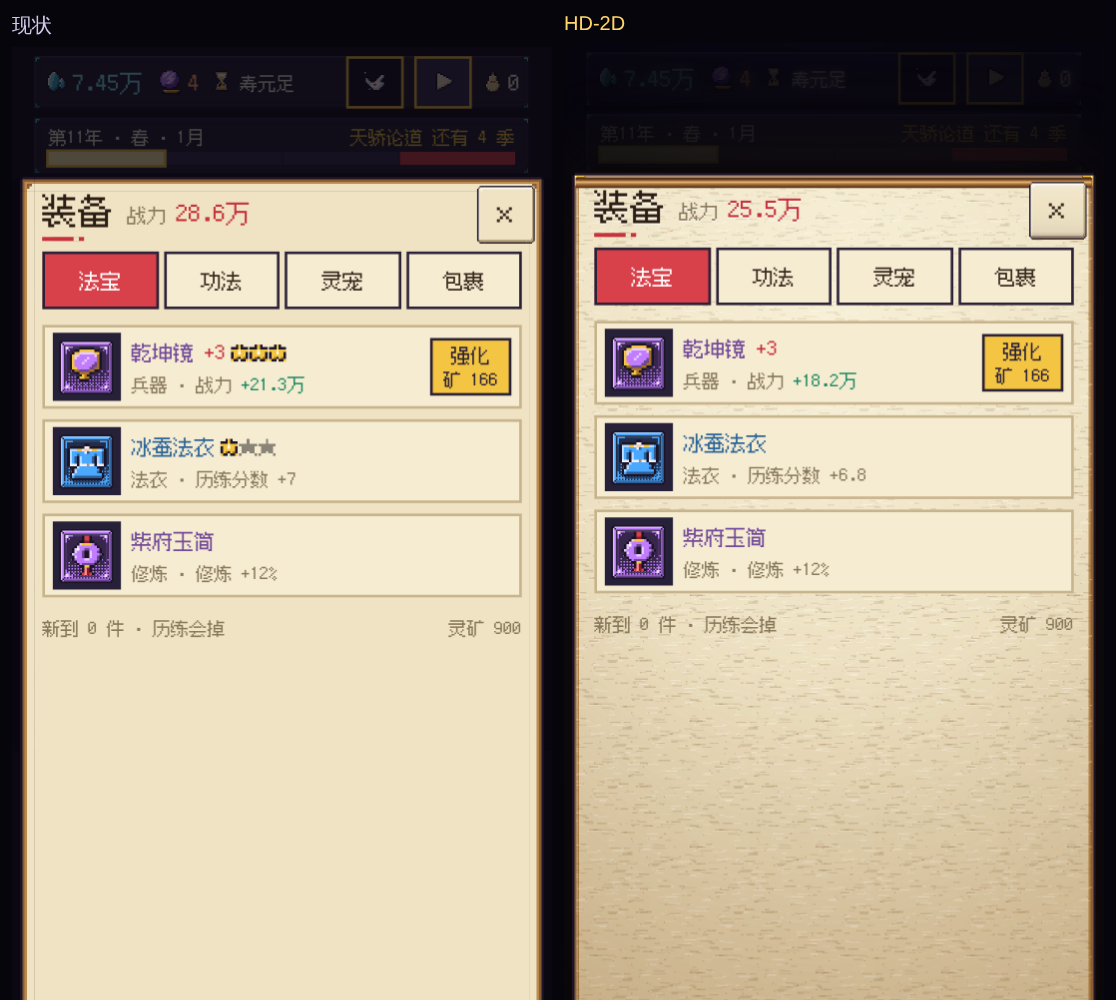 现状
7.45万 4 寿元足 0
第11年 · 春 · 1月 天骄论道 还有 4 季
装备 战力 28.6万 ×
法宝 功法 灵宠 包裹
乾坤镜 +3
兵器 · 战力 +21.3万
强化
矿 166
冰蚕法衣
法衣 · 历练分数 +7
紫府玉简
修炼 · 修炼 +12%
新到 0 件 · 历练会掉 灵矿 900
HD-2D
7.45万 4 寿元足 0
第11年 · 春 · 1月 天骄论道 还有 4 季
装备 战力 25.5万 ×
法宝 功法 灵宠 包裹
乾坤镜 +3
兵器 · 战力 +18.2万
强化
矿 166
冰蚕法衣
法衣 · 历练分数 +6.8
紫府玉简
修炼 · 修炼 +12%
新到 0 件 · 历练会掉 灵矿 900